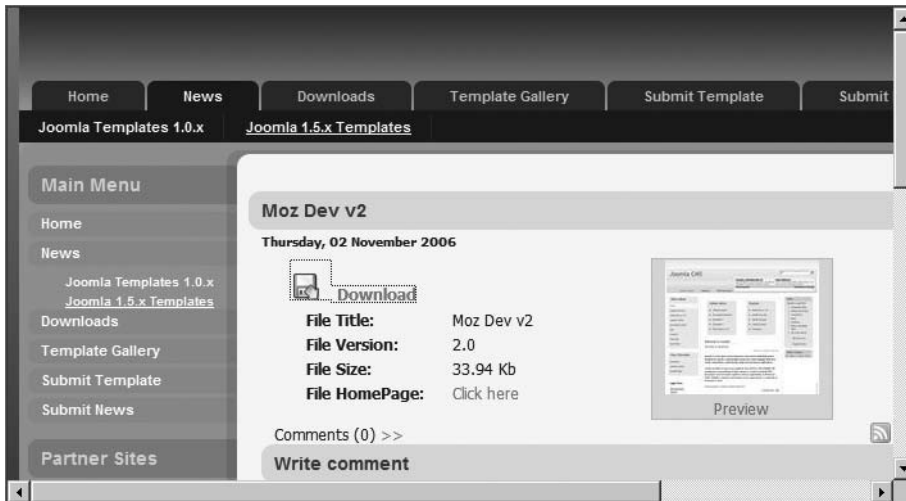 Home News Downloads Template Gallery Submit Template Submit
Joomla Templates 1.0.x Joomla 1.5.x Templates
Main Menu
Home
News
Joomla Templates 1.0.x
Joomla 1.5.x Templates
Downloads
Template Gallery
Submit Template
Submit News
Partner Sites
Moz Dev v2
Thursday, 02 November 2006
Download
File Title: Moz Dev v2
File Version: 2.0
File Size: 33.94 Kb
File HomePage: Click here
Joomla CMS
Preview
Comments (0) >>
Write comment